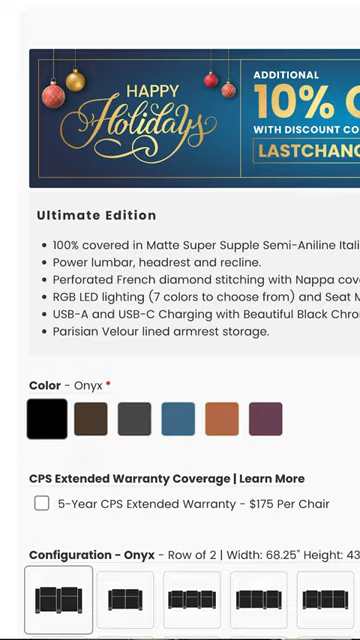 HAPPY
Holidays
ADDITIONAL
10%
WITH DISCOUNT
LASTCHANC
Ultimate Edition
• 100% covered in Matte Super Supple Semi-Aniline Itali
• Power lumbar, headrest and recline.
• Perforated French diamond stitching with Nappa cov
• RGB LED lighting (7 colors to choose from) and Seat
• USB-A and USB-C Charging with Beautiful Black Chro
• Parisian Velour lined armrest storage.
Color - Onyx *
CPS Extended Warranty Coverage | Learn More
5-Year CPS Extended Warranty - $175 Per Chair
Configuration - Onyx - Row of 2 | Width: 68.25" Height: 43